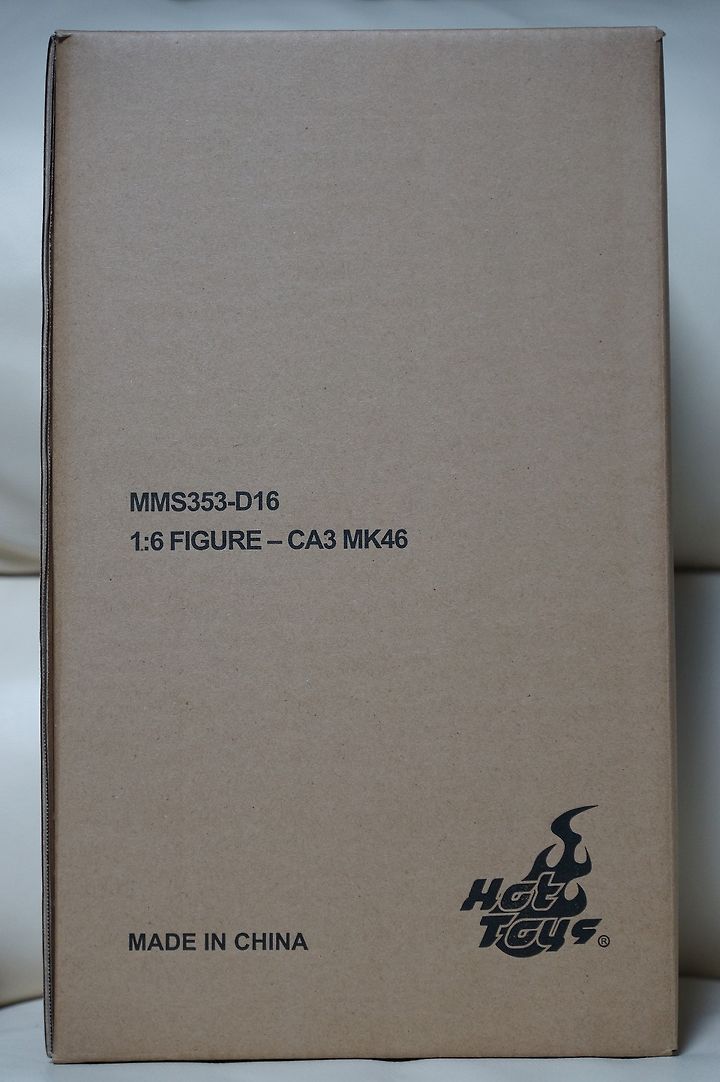 MMS353-D16
1:6 FIGURE – CA3 MK46
Hot
Toys®
MADE IN CHINA